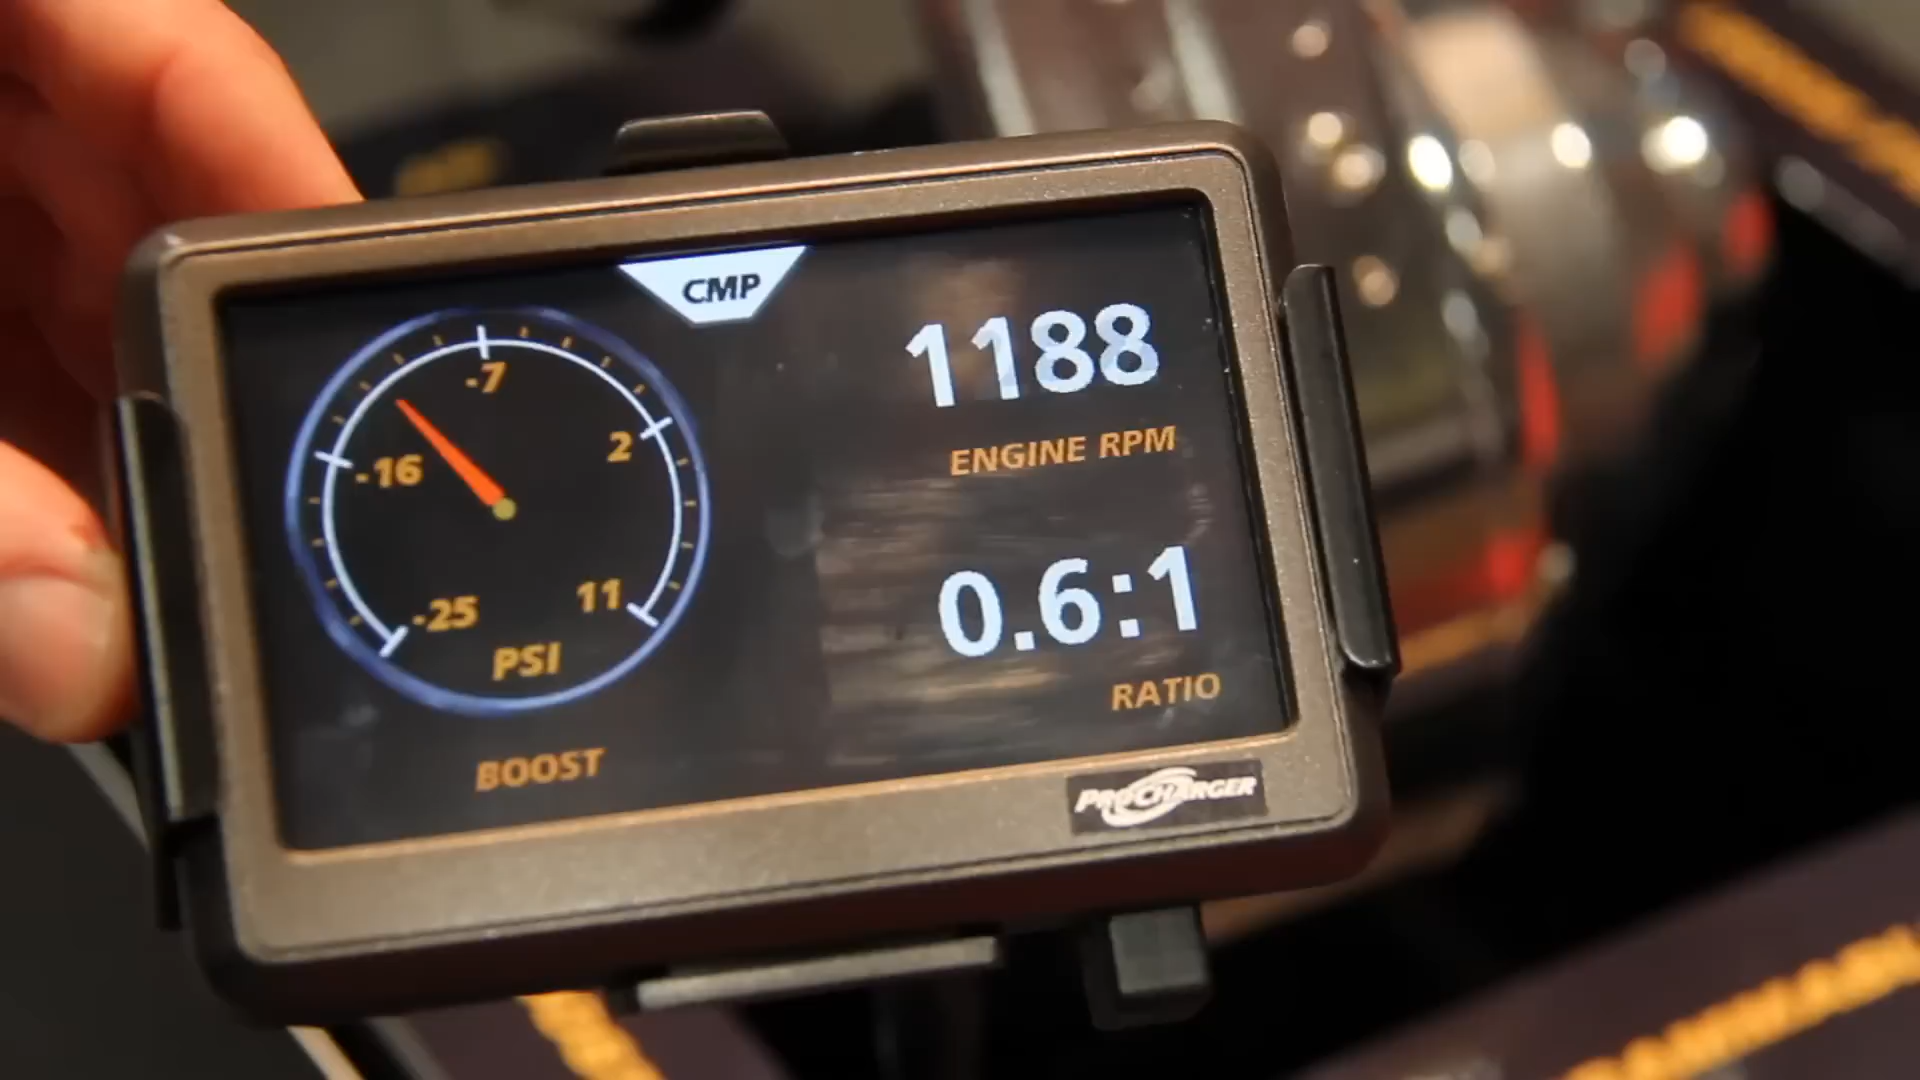 CMP
-7
2
-16
-25
11
PSI
BOOST
1188
ENGINE RPM
0.6:1
RATIO
PROCHARGER